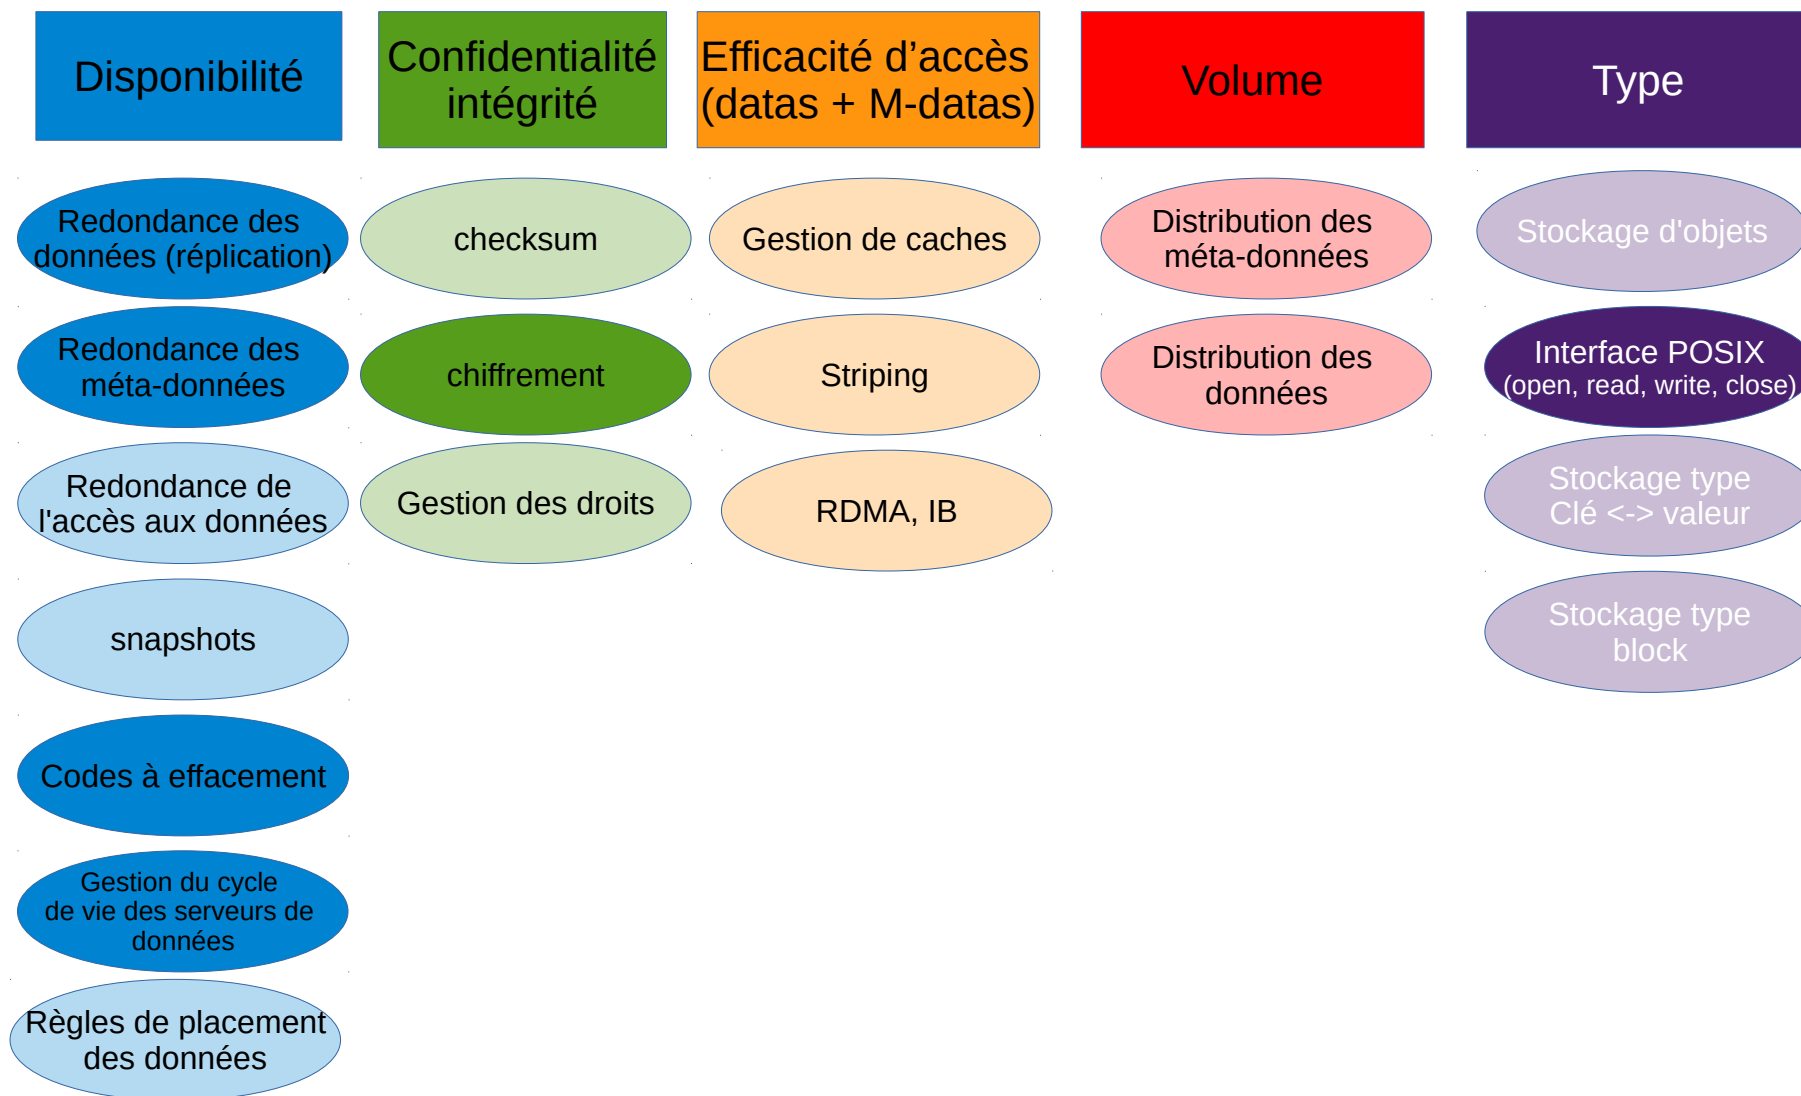 Disponibilité
Confidentialité
intégrité
Efficacité d’accès
(datas + M-datas)
Volume
Type
Redondance des
données (réplication)
Redondance des
méta-données
Redondance de
l'accès aux données
snapshots
Codes à effacement
Gestion du cycle
de vie des serveurs de
données
Règles de placement
des données
checksum
chiffrement
Gestion des droits
Gestion de caches
Striping
RDMA, IB
Distribution des
méta-données
Distribution des
données
Stockage d'objets
Interface POSIX
(open, read, write, close)
Stockage type
Clé <-> valeur
Stockage type
block